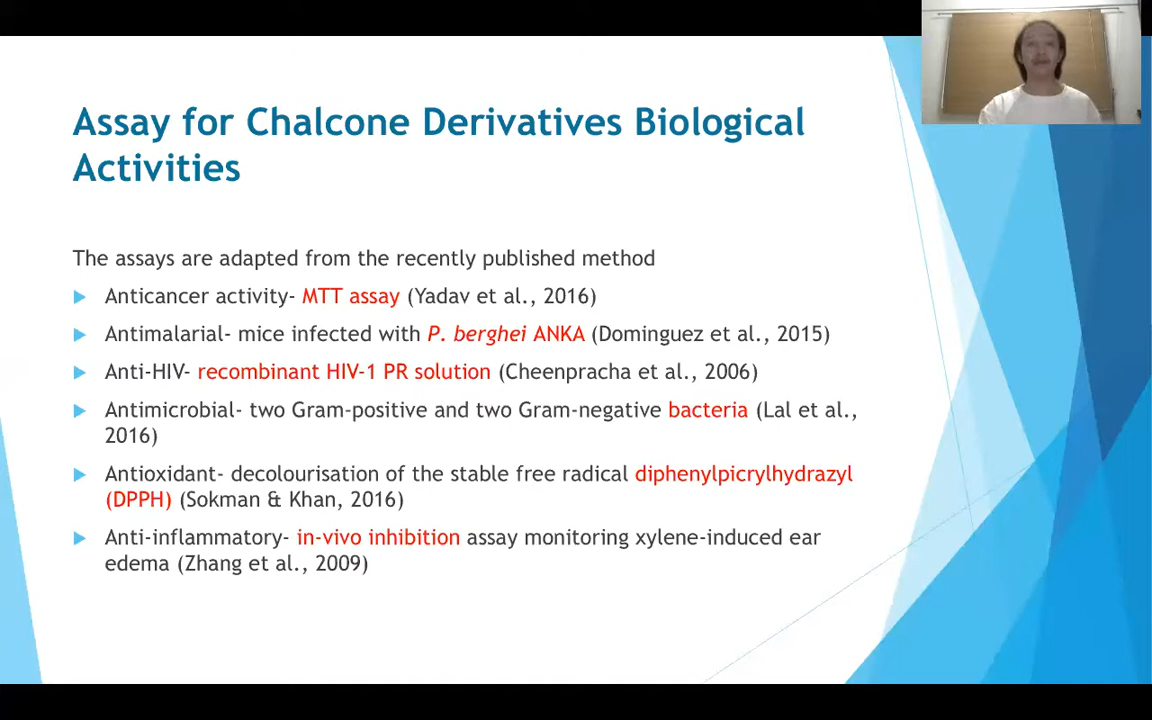 Assay for Chalcone Derivatives Biological
Activities
The assays are adapted from the recently published method
Anticancer activity- MTT assay (Yadav et al., 2016)
Antimalarial- mice infected with P. berghei ANKA (Dominguez et al., 2015)
Anti-HIV- recombinant HIV-1 PR solution (Cheenpracha et al., 2006)
Antimicrobial- two Gram-positive and two Gram-negative bacteria (Lal et al.,
2016)
Antioxidant- decolourisation of the stable free radical diphenylpicrylhydrazyl
(DPPH) (Sokman & Khan, 2016)
Anti-inflammatory- in-vivo inhibition assay monitoring xylene-induced ear
edema (Zhang et al., 2009)